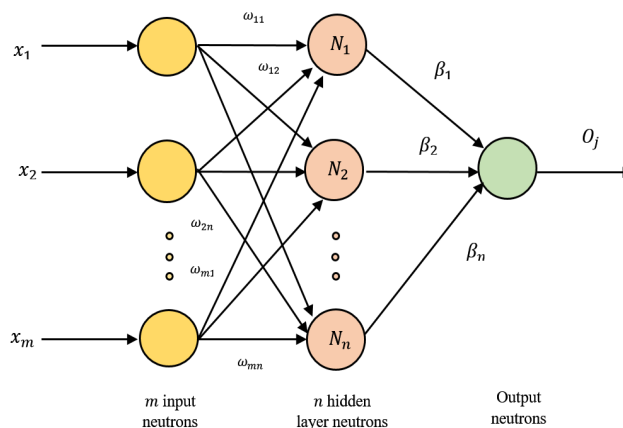 x₁
ω₁₁
N₁
ω₁₂
β₁
x₂
N₂
β₂
O_j
ω₂ₙ
ωₘ₁
βₙ
xₘ
Nₙ
ωₘₙ
m input
neutrons
n hidden
layer neutrons
Output
neutrons